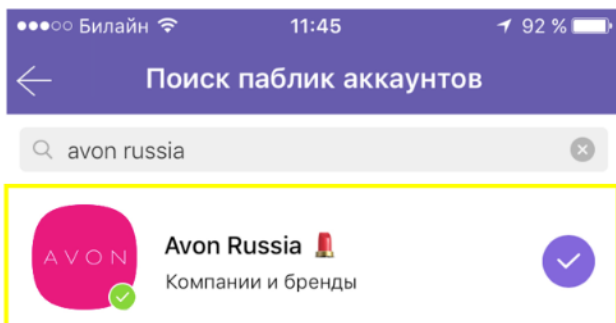 Билайн 11:45 92 %
Поиск паблик аккаунтов
avon russia
AVON
Avon Russia 💄
Компании и бренды